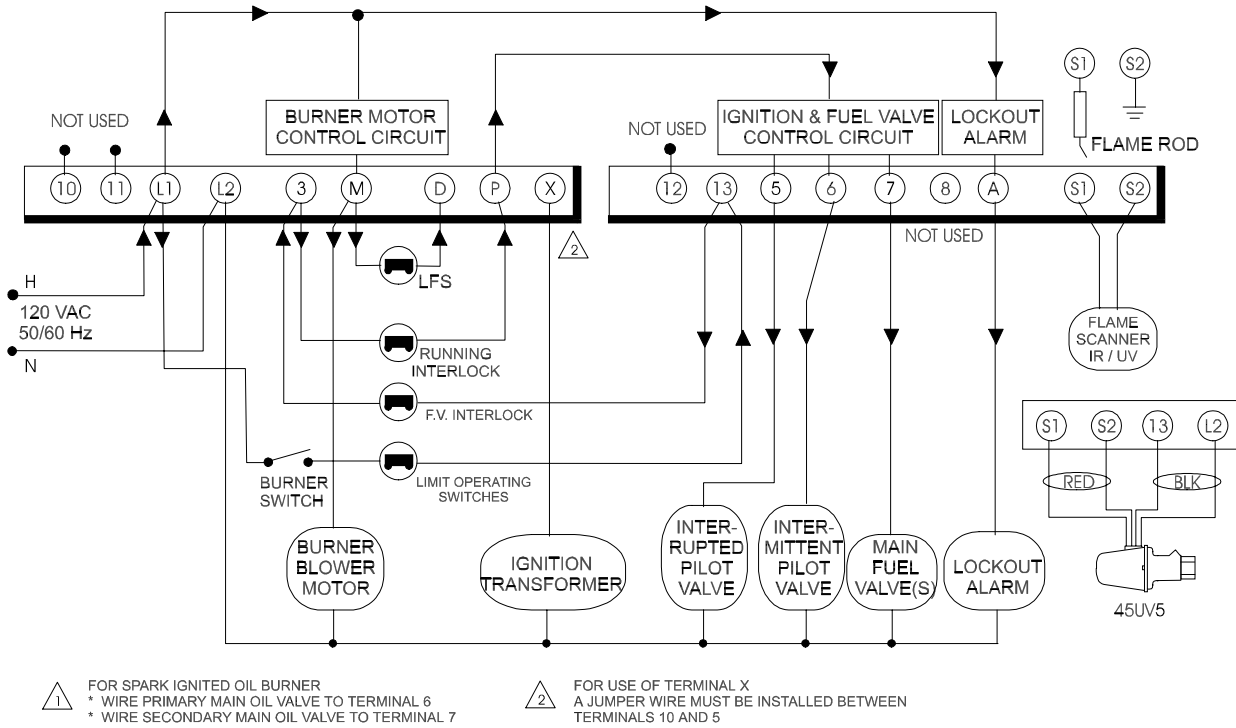 BURNER MOTOR
CONTROL CIRCUIT
IGNITION & FUEL VALVE
CONTROL CIRCUIT
LOCKOUT
ALARM
S1
S2
FLAME ROD
NOT USED
NOT USED
10
11
L1
L2
3
M
D
P
X
12
13
5
6
7
8
A
S1
S2
NOT USED
2
H
120 VAC
50/60 Hz
N
LFS
RUNNING
INTERLOCK
F.V. INTERLOCK
LIMIT OPERATING
SWITCHES
BURNER
SWITCH
FLAME
SCANNER
IR / UV
BURNER
BLOWER
MOTOR
IGNITION
TRANSFORMER
INTER-
RUPTED
PILOT
VALVE
INTER-
MITTENT
PILOT
VALVE
MAIN
FUEL
VALVE(S)
LOCKOUT
ALARM
S1
S2
13
L2
RED
BLK
45UV5
1
FOR SPARK IGNITED OIL BURNER
* WIRE PRIMARY MAIN OIL VALVE TO TERMINAL 6
* WIRE SECONDARY MAIN OIL VALVE TO TERMINAL 7
2
FOR USE OF TERMINAL X
A JUMPER WIRE MUST BE INSTALLED BETWEEN
TERMINALS 10 AND 5